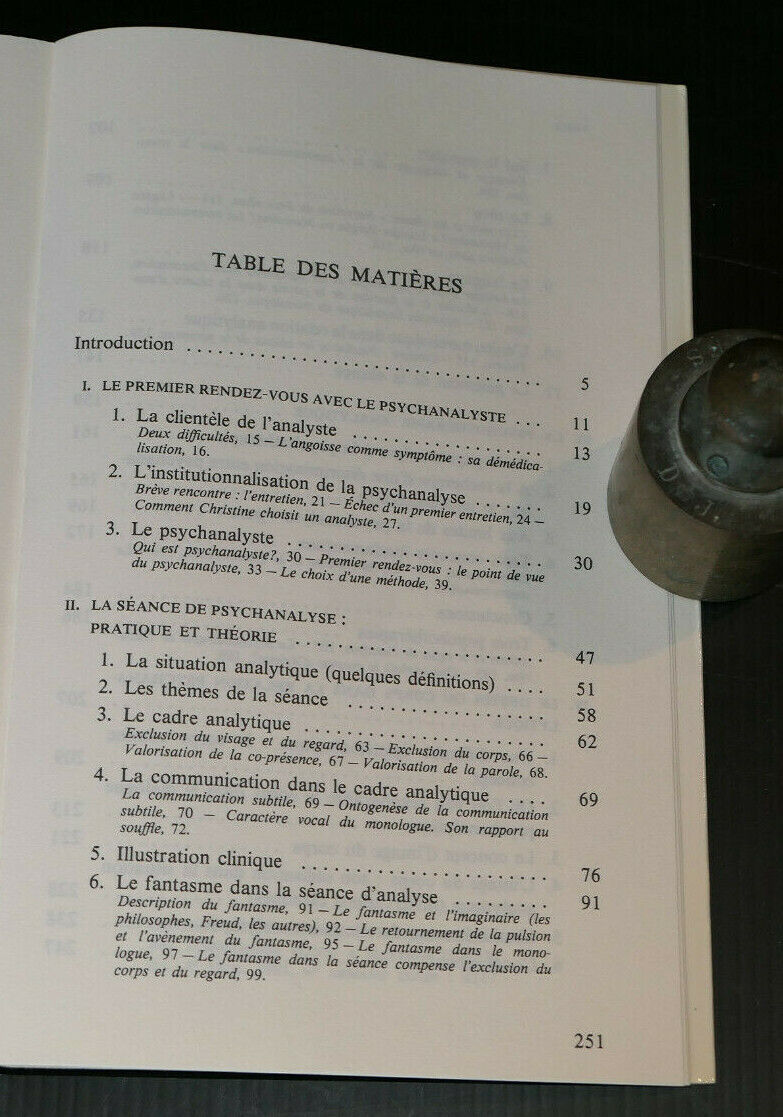 TABLE DES MATIÈRES
Introduction ........................................ 5
I. LE PREMIER RENDEZ-VOUS AVEC LE PSYCHANALYSTE ... 11
1. La clientèle de l'analyste ...................... 13
Deux difficultés, 15 — L'angoisse comme symptôme : sa démédica-
lisation, 16.
2. L'institutionnalisation de la psychanalyse ....... 19
Brève rencontre : l'entretien, 21 — Échec d'un premier entretien, 24 —
Comment Christine choisit un analyste, 27.
3. Le psychanalyste ........................... 30
Qui est psychanalyste?, 30 — Premier rendez-vous : le point de vue
du psychanalyste, 33 — Le choix d'une méthode, 39.
II. LA SÉANCE DE PSYCHANALYSE :
PRATIQUE ET THÉORIE .......................... 47
1. La situation analytique (quelques définitions) .... 51
2. Les thèmes de la séance .................... 58
3. Le cadre analytique ......................... 62
Exclusion du visage et du regard, 63 — Exclusion du corps, 66 —
Valorisation de la co-présence, 67 — Valorisation de la parole, 68.
4. La communication dans le cadre analytique .... 69
La communication subtile, 69 — Ontogenèse de la communication
subtile, 70 — Caractère vocal du monologue. Son rapport au
souffle, 72.
5. Illustration clinique .......................... 76
6. Le fantasme dans la séance d'analyse ......... 91
Description du fantasme, 91 — Le fantasme et l'imaginaire (les
philosophes, Freud, les autres), 92 — Le retournement de la pulsion
et l'avènement du fantasme, 95 — Le fantasme dans le mono-
logue, 97 — Le fantasme dans la séance compense l'exclusion du
corps et du regard, 99.
251